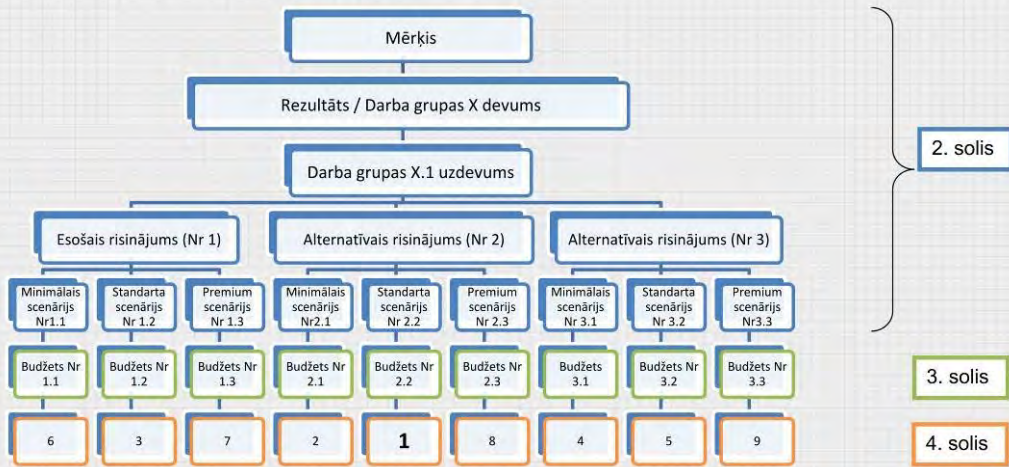 Mērķis
Rezultāts / Darba grupas X devums
2. solis
Darba grupas X.1 uzdevums
Esošais risinājums (Nr 1)
Alternatīvais risinājums (Nr 2)
Alternatīvais risinājums (Nr 3)
Minimālais
scenārijs
Nr1.1
Standarta
scenārijs
Nr 1.2
Premium
scenārijs
Nr 1.3
Minimālais
scenārijs
Nr2.1
Standarta
scenārijs
Nr 2.2
Premium
scenārijs
Nr 2.3
Minimālais
scenārijs
Nr 3.1
Standarta
scenārijs
Nr 3.2
Premium
scenārijs
Nr3.3
Budžets Nr
1.1
Budžets Nr
1.2
Budžets Nr
1.3
Budžets Nr
2.1
Budžets Nr
2.2
Budžets Nr
2.3
Budžets
3.1
Budžets Nr
3.2
Budžets Nr
3.3
3. solis
6
3
7
2
1
8
4
5
9
4. solis